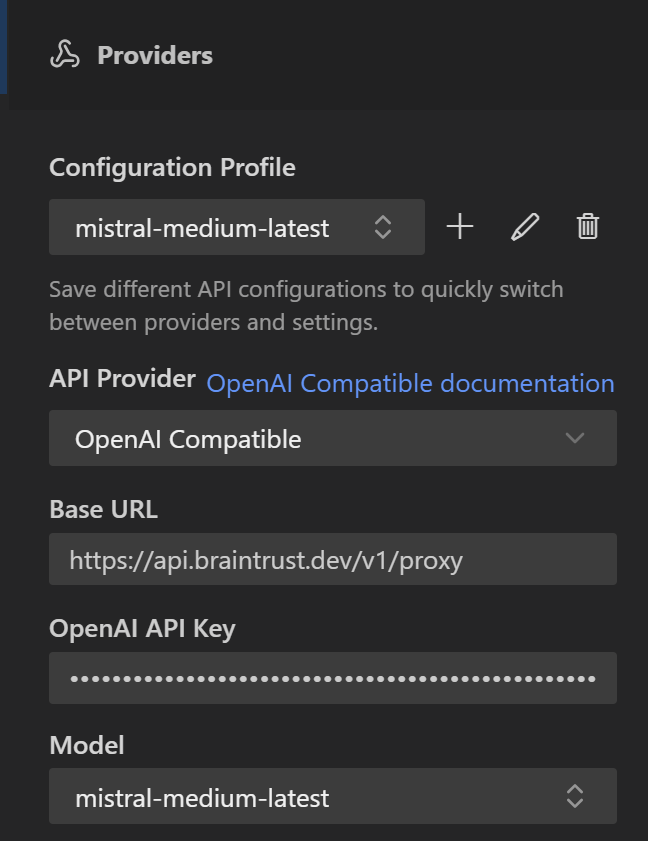 Providers
Configuration Profile
mistral-medium-latest
Save different API configurations to quickly switch
between providers and settings.
API Provider OpenAI Compatible documentation
OpenAI Compatible
Base URL
https://api.braintrust.dev/v1/proxy
OpenAI API Key
••••••••••••••••••••••••••••••••••••••••••••••••••
Model
mistral-medium-latest